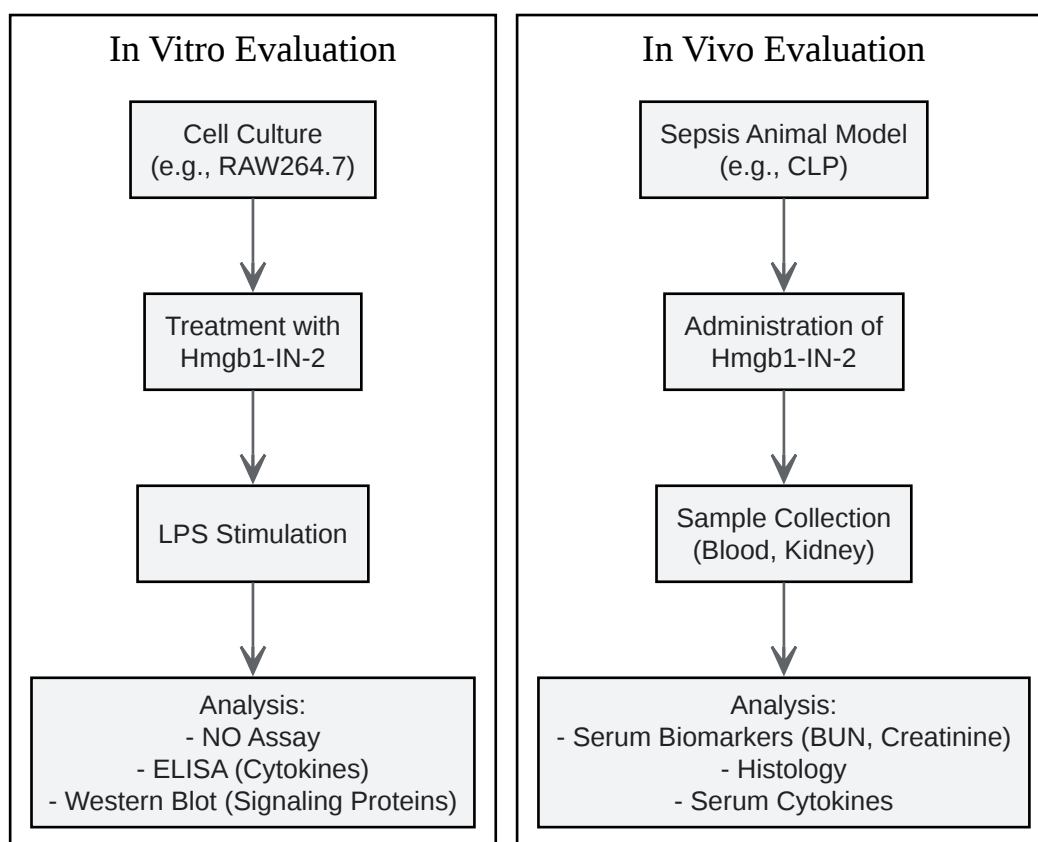 In Vitro Evaluation
Cell Culture
(e.g., RAW264.7)
Treatment with
Hmgb1-IN-2
LPS Stimulation
Analysis:
- NO Assay
- ELISA (Cytokines)
- Western Blot (Signaling Proteins)
In Vivo Evaluation
Sepsis Animal Model
(e.g., CLP)
Administration of
Hmgb1-IN-2
Sample Collection
(Blood, Kidney)
Analysis:
- Serum Biomarkers (BUN, Creatinine)
- Histology
- Serum Cytokines